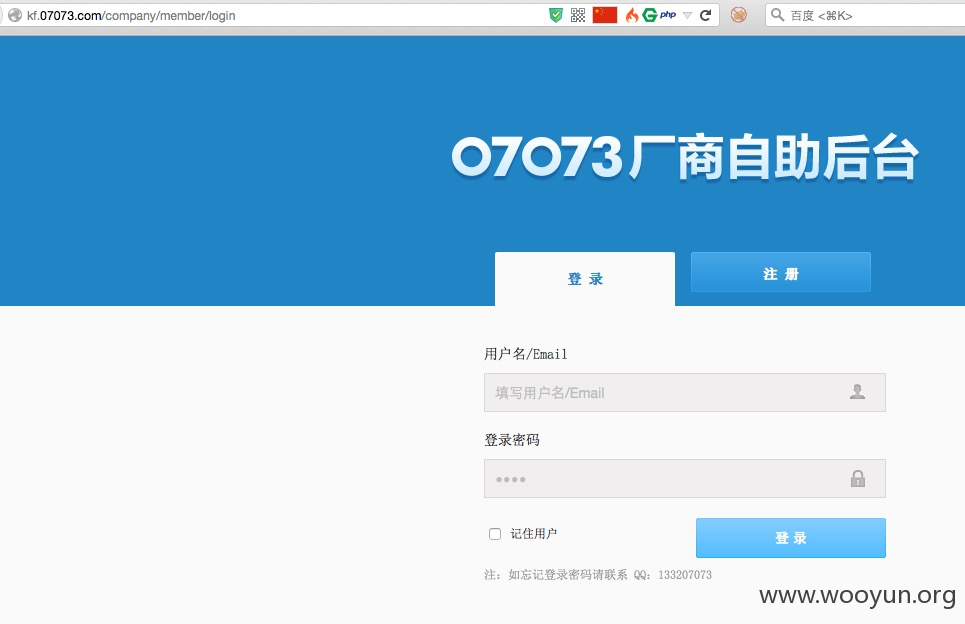 kf.07073.com/company/member/login
php
百度 <⌘K>
07073厂商自助后台
登 录
注 册
用户名/Email
填写用户名/Email
登录密码
记住用户
登 录
注: 如忘记登录密码请联系 QQ: 133207073
www.wooyun.org